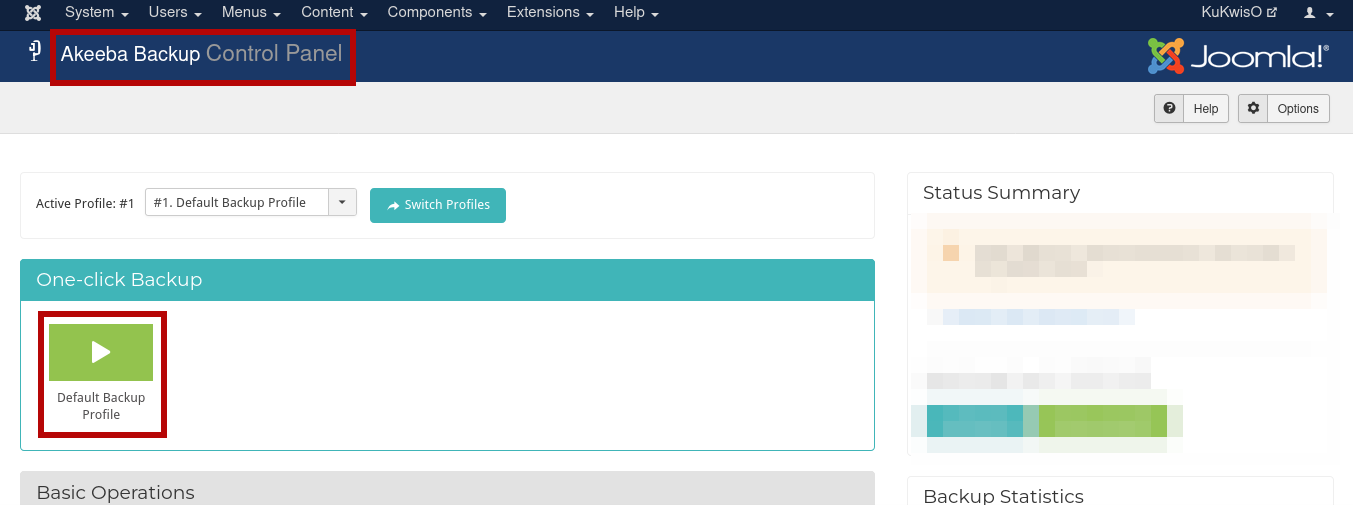 System Users Menus Content Components Extensions Help KuKwisO
Akeeba Backup Control Panel
Joomla!®
Help Options
Active Profile: #1 #1. Default Backup Profile Switch Profiles
Status Summary
One-click Backup
Default Backup
Profile
Basic Operations
Backup Statistics